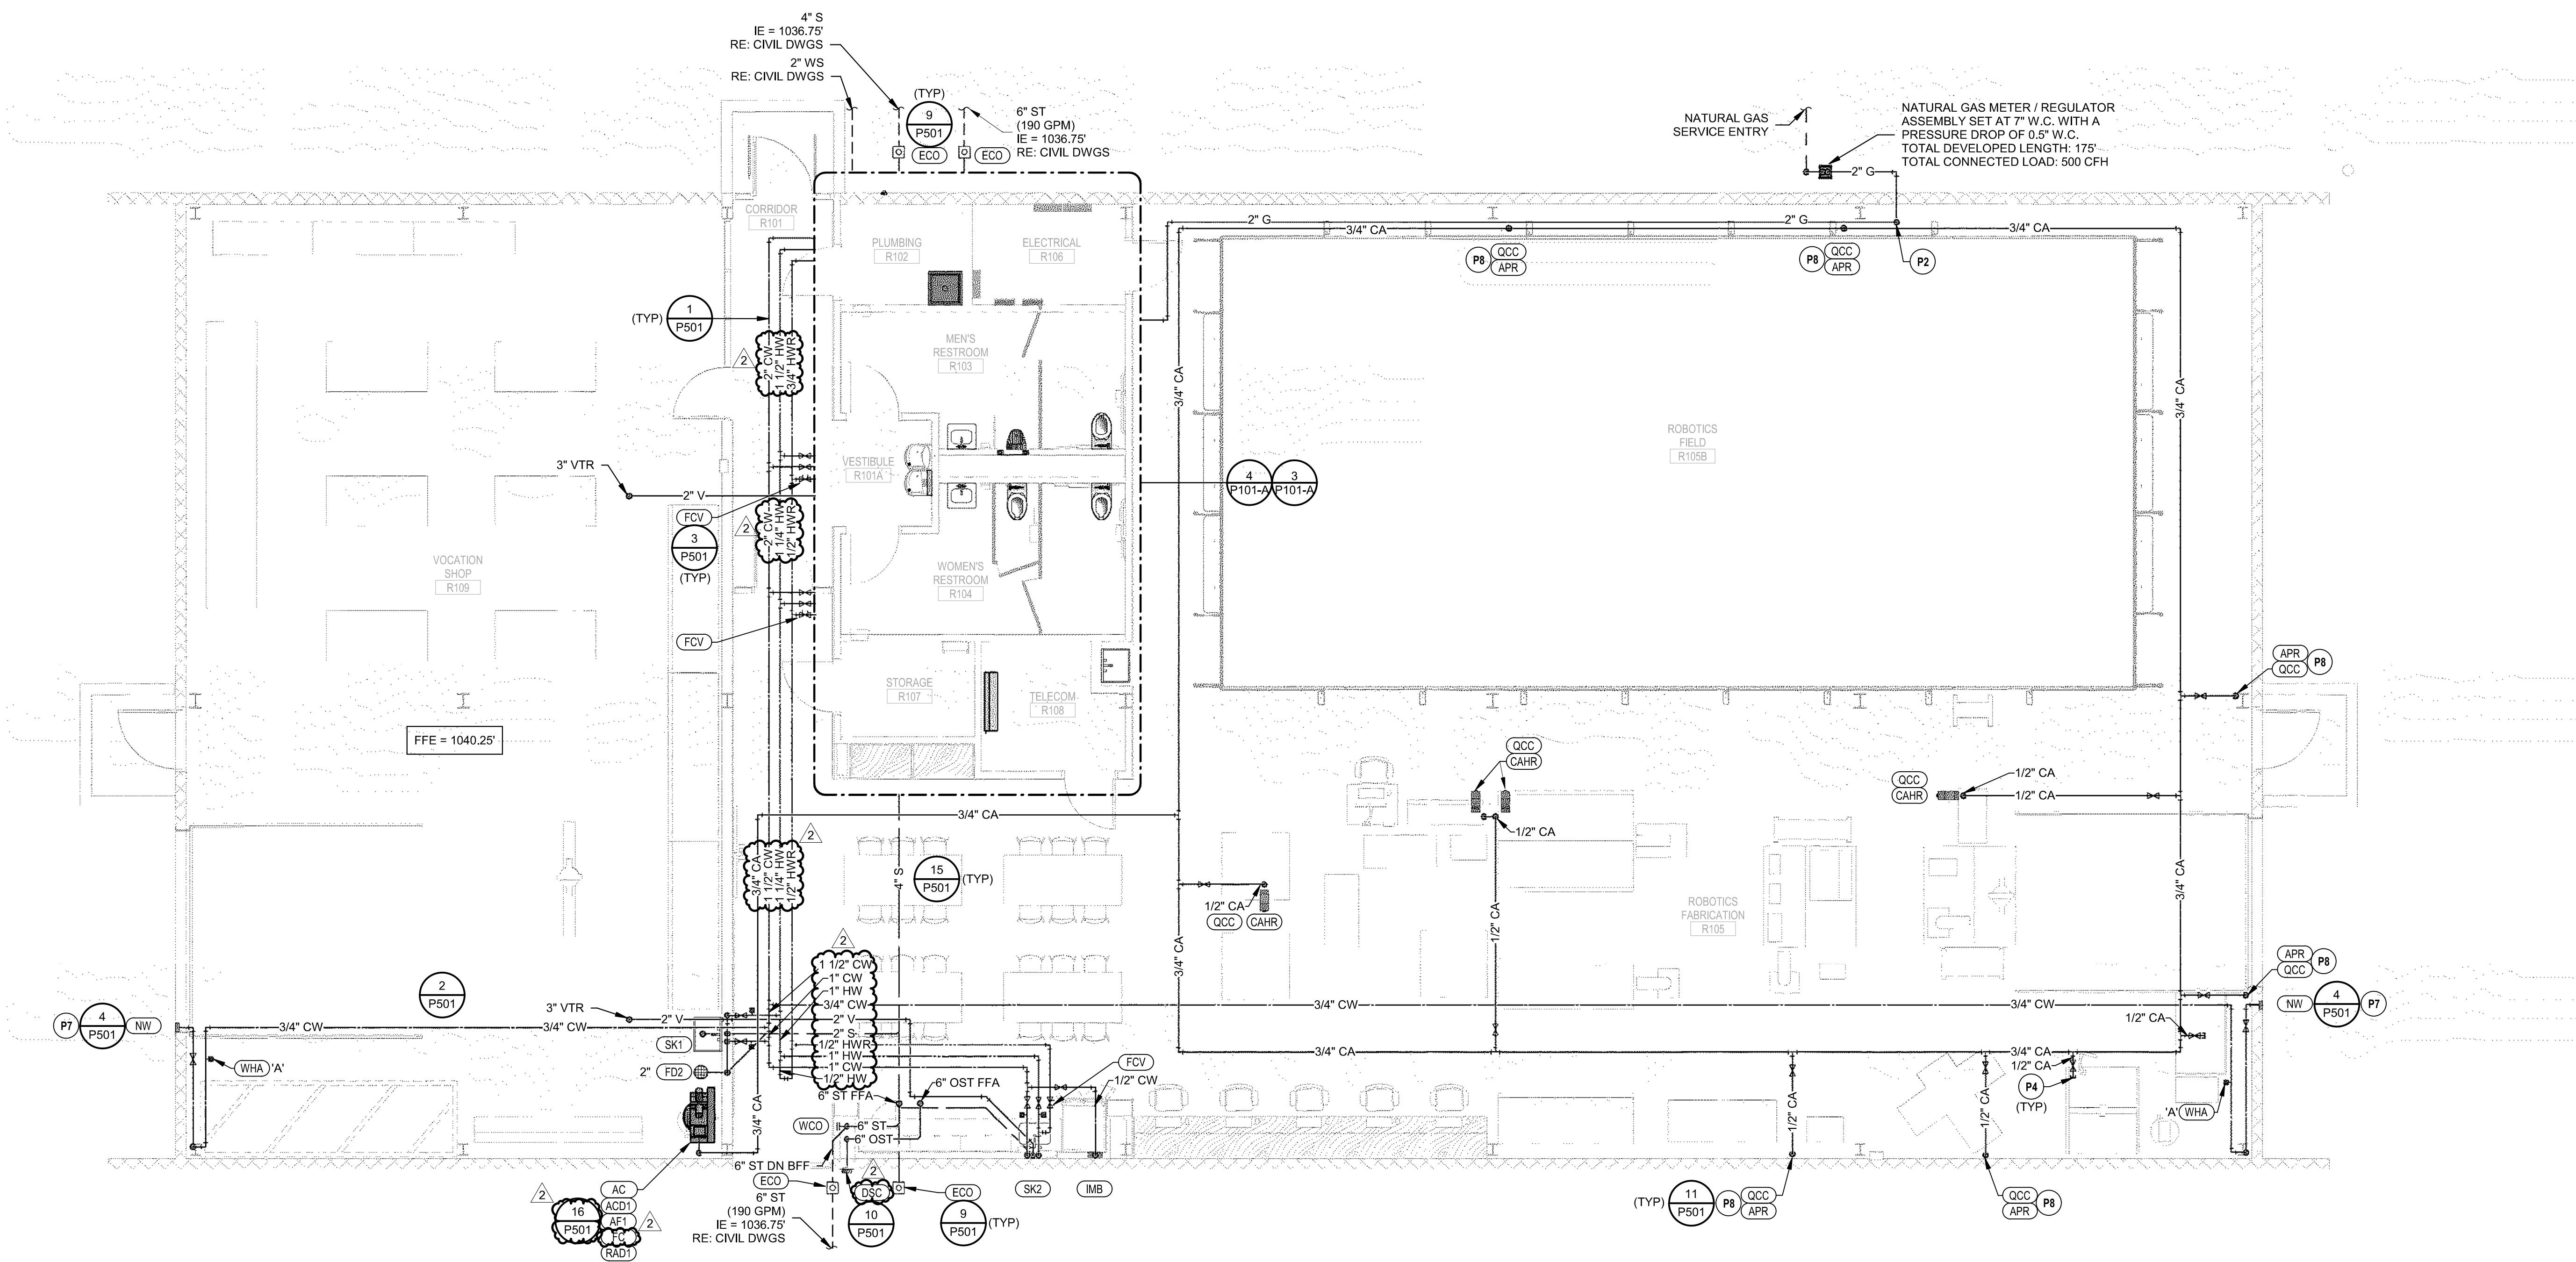 4" S
IE = 1036.75'
RE: CIVIL DWGS
2" WS
RE: CIVIL DWGS
(TYP)
9
P501
ECO
ECO
6" ST
(190 GPM)
IE = 1036.75'
RE: CIVIL DWGS
NATURAL GAS
SERVICE ENTRY
NATURAL GAS METER / REGULATOR
ASSEMBLY SET AT 7" W.C. WITH A
PRESSURE DROP OF 0.5" W.C.
TOTAL DEVELOPED LENGTH: 175'
TOTAL CONNECTED LOAD: 500 CFH
2" G
CORRIDOR
R101
PLUMBING
R102
ELECTRICAL
R106
2" G
3/4" CA
2" G
3/4" CA
P8
QCC
APR
P8
QCC
APR
P2
(TYP)
1
P501
2
2" CW
1 1/2" HW
3/4" HWR
MEN'S
RESTROOM
R103
3/4" CA
3/4" CA
ROBOTICS
FIELD
R105B
3" VTR
2" V
VESTIBULE
R101A
4
P101-A
3
P101-A
FCV
2
3
P501
(TYP)
2" CW
1 1/4" HW
1/2" HWR
VOCATION
SHOP
R109
WOMEN'S
RESTROOM
R104
FCV
STORAGE
R107
TELECOM
R108
APR
QCC
P8
FFE = 1040.25'
QCC
CAHR
1/2" CA
QCC
CAHR
1/2" CA
1/2" CA
3/4" CA
2
3/4" CA
1 1/2" CW
1 1/4" HW
1/2" HWR
4" S
15
P501
(TYP)
1/2" CA
QCC
CAHR
3/4" CA
1/2" CA
ROBOTICS
FABRICATION
R105
3/4" CA
2
1 1/2" CW
1" CW
1" HW
3/4" CW
2" V
2" S
1/2" HWR
1" HW
1" CW
1/2" HW
2
P501
3" VTR
2" V
3/4" CW
3/4" CW
APR
QCC
P8
P7
4
P501
NW
3/4" CW
3/4" CW
NW
4
P501
P7
1/2" CA
SK1
WHA
'A'
2"
FD2
3/4" CA
3/4" CA
1/2" CA
P4
(TYP)
FCV
1/2" CW
6" OST FFA
6" ST FFA
3/4" CA
1/2" CA
1/2" CA
'A'
WHA
WCO
6" ST
6" OST
6" ST DN BFF
ECO
6" ST
(190 GPM)
IE = 1036.75'
RE: CIVIL DWGS
2
DSC
10
P501
ECO
9
P501
(TYP)
SK2
IMB
2
16
P501
AC
ACD1
AF1
FC
RAD1
2
(TYP)
11
P501
P8
QCC
APR
QCC
APR
P8